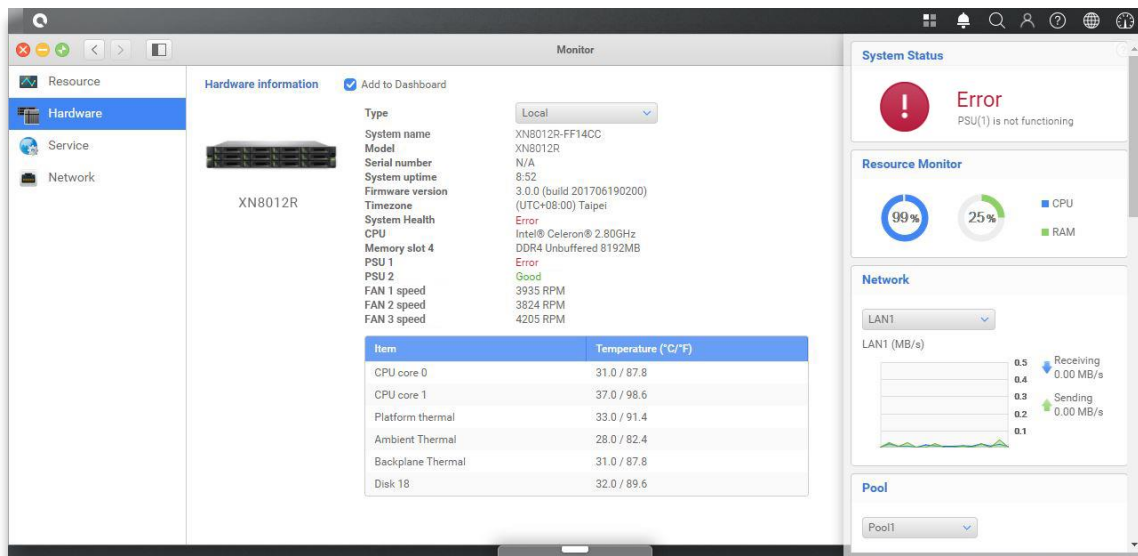 Monitor
Resource
Hardware
Service
Network
Hardware information
Add to Dashboard
XN8012R
Type Local
System name XN8012R-FF14CC
Model XN8012R
Serial number N/A
System uptime 8:52
Firmware version 3.0.0 (build 201706190200)
Timezone (UTC+08:00) Taipei
System Health Error
CPU Intel® Celeron® 2.80GHz
Memory slot 4 DDR4 Unbuffered 8192MB
PSU 1 Error
PSU 2 Good
FAN 1 speed 3935 RPM
FAN 2 speed 3824 RPM
FAN 3 speed 4205 RPM
Item Temperature (°C/°F)
CPU core 0 31.0 / 87.8
CPU core 1 37.0 / 98.6
Platform thermal 33.0 / 91.4
Ambient Thermal 28.0 / 82.4
Backplane Thermal 31.0 / 87.8
Disk 18 32.0 / 89.6
System Status
Error
PSU(1) is not functioning
Resource Monitor
99%
25%
CPU
RAM
Network
LAN1
LAN1 (MB/s)
0.5
0.4
0.3
0.2
0.1
Receiving
0.00 MB/s
Sending
0.00 MB/s
Pool
Pool1